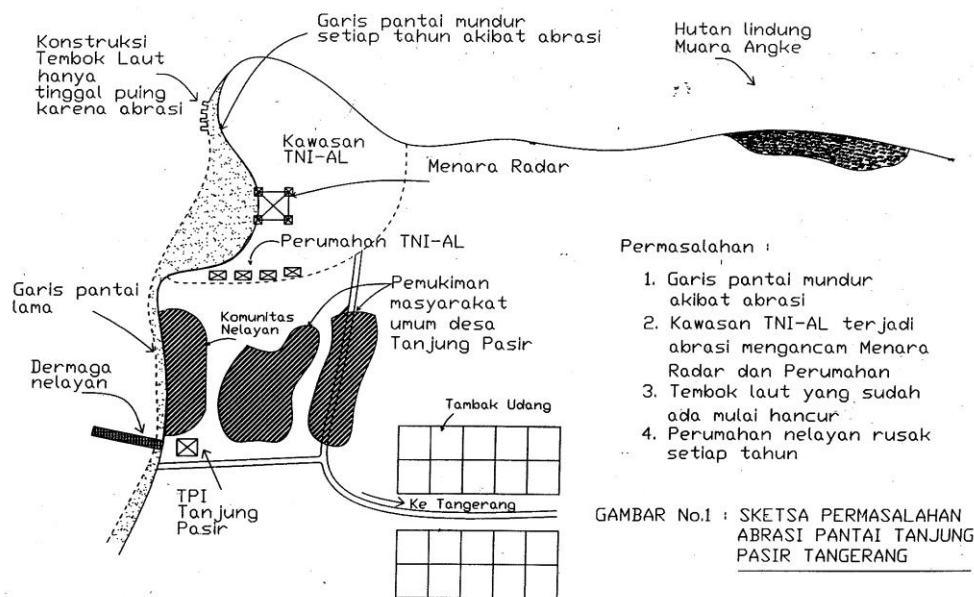 Konstruksi
Tembok Laut
hanya
tinggal puing
karena abrasi
Garis pantai mundur
setiap tahun akibat abrasi
Hutan lindung
Muara Angke
Kawasan
TNI-AL
Menara Radar
Perumahan TNI-AL
Garis pantai
lama
Komunitas
Nelayan
Pemukiman
masyarakat
umum desa
Tanjung Pasir
Dermaga
nelayan
Tambak Udang
TPI
Tanjung
Pasir
Ke Tangerang
Permasalahan :
1. Garis pantai mundur
akibat abrasi
2. Kawasan TNI-AL terjadi
abrasi mengancam Menara
Radar dan Perumahan
3. Tembok laut yang sudah
ada mulai hancur
4. Perumahan nelayan rusak
setiap tahun
GAMBAR No.1 : SKETSA PERMASALAHAN
ABRASI PANTAI TANJUNG
PASIR TANGERANG